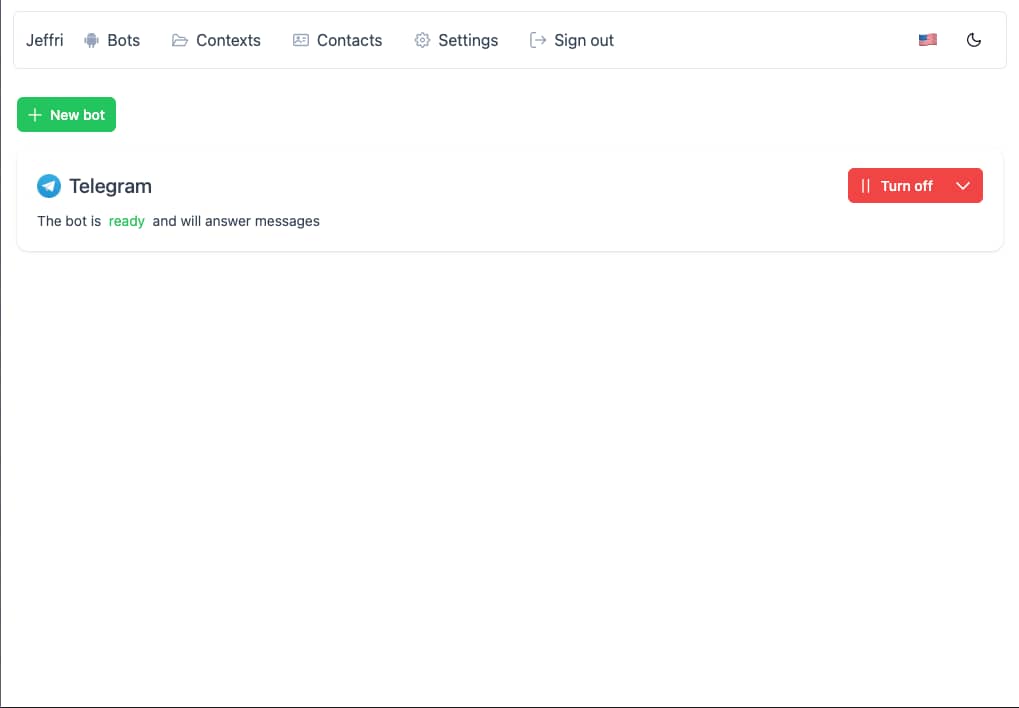 Jeffri Bots Contexts Contacts Settings Sign out
New bot
Telegram Turn off
The bot is ready and will answer messages